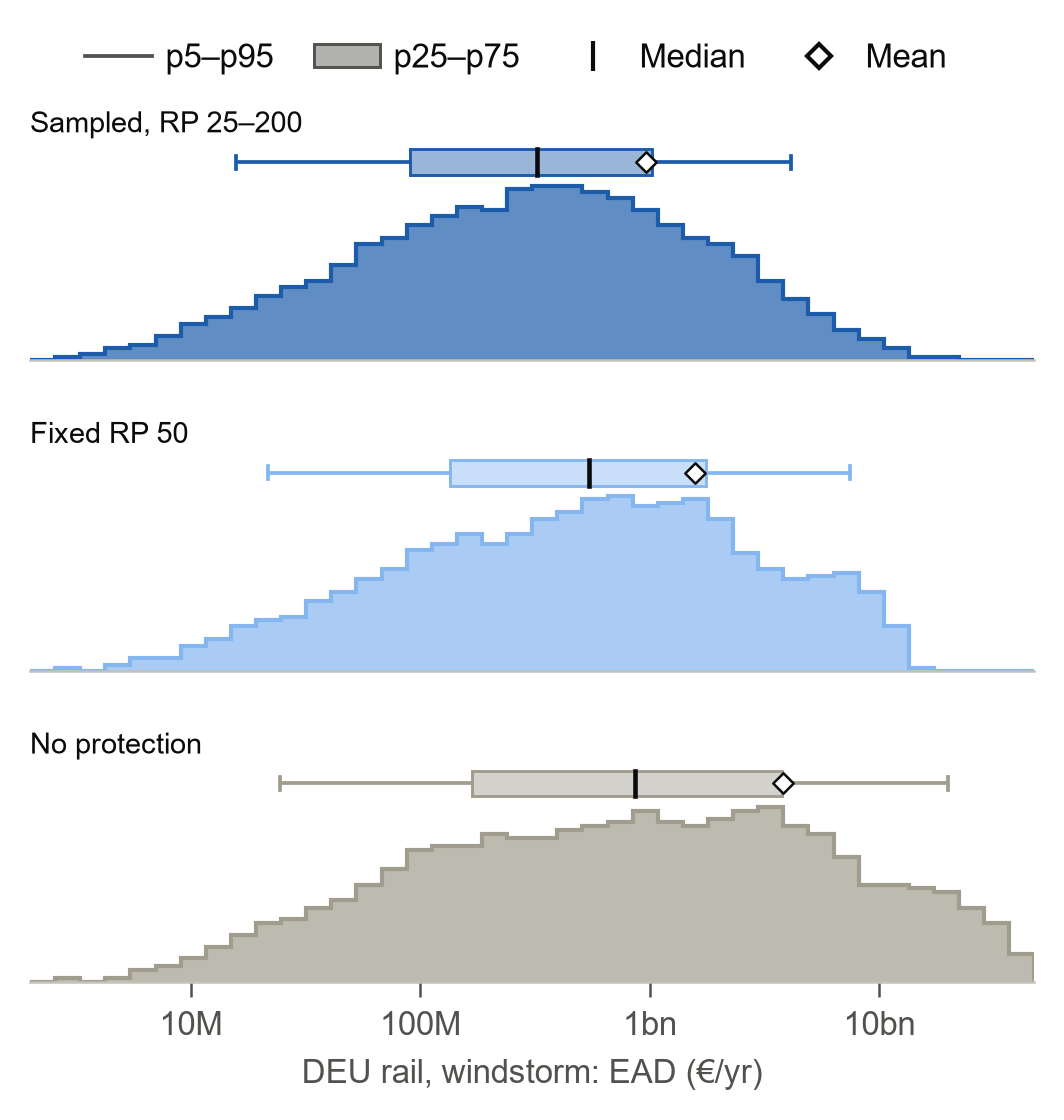 p5–p95 p25–p75 Median Mean
Sampled, RP 25–200
Fixed RP 50
No protection
10M 100M 1bn 10bn
DEU rail, windstorm: EAD (€/yr)